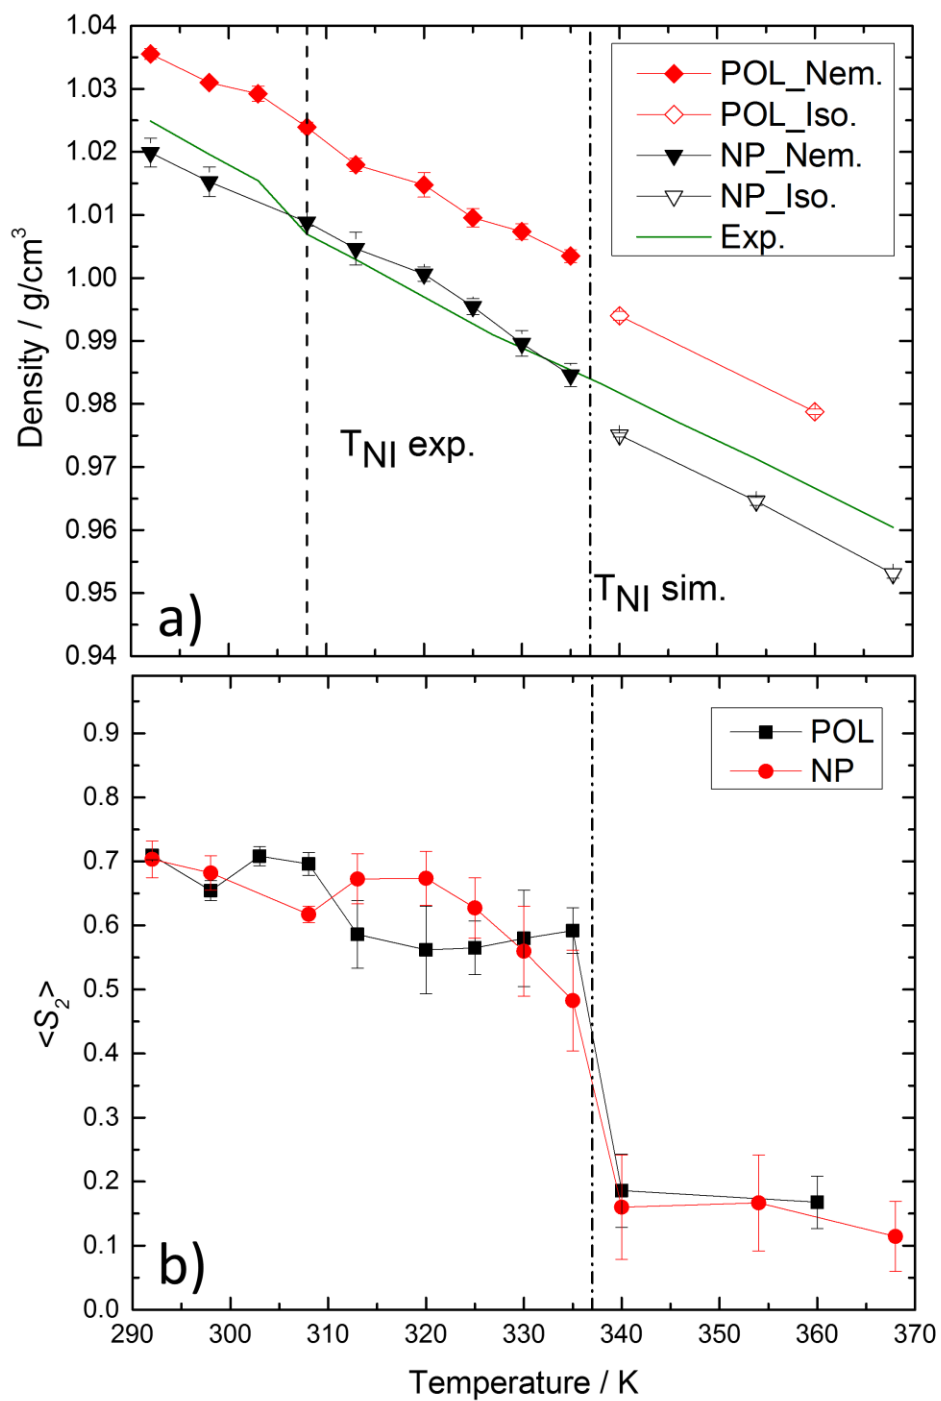 1.04
1.03
1.02
1.01
1.00
0.99
0.98
0.97
0.96
0.95
0.94
Density / g/cm³
POL_Nem.
POL_Iso.
NP_Nem.
NP_Iso.
Exp.
T_NI exp.
T_NI sim.
a)
0.9
0.8
0.7
0.6
0.5
0.4
0.3
0.2
0.1
0.0
<S₂>
POL
NP
b)
290 300 310 320 330 340 350 360 370
Temperature / K